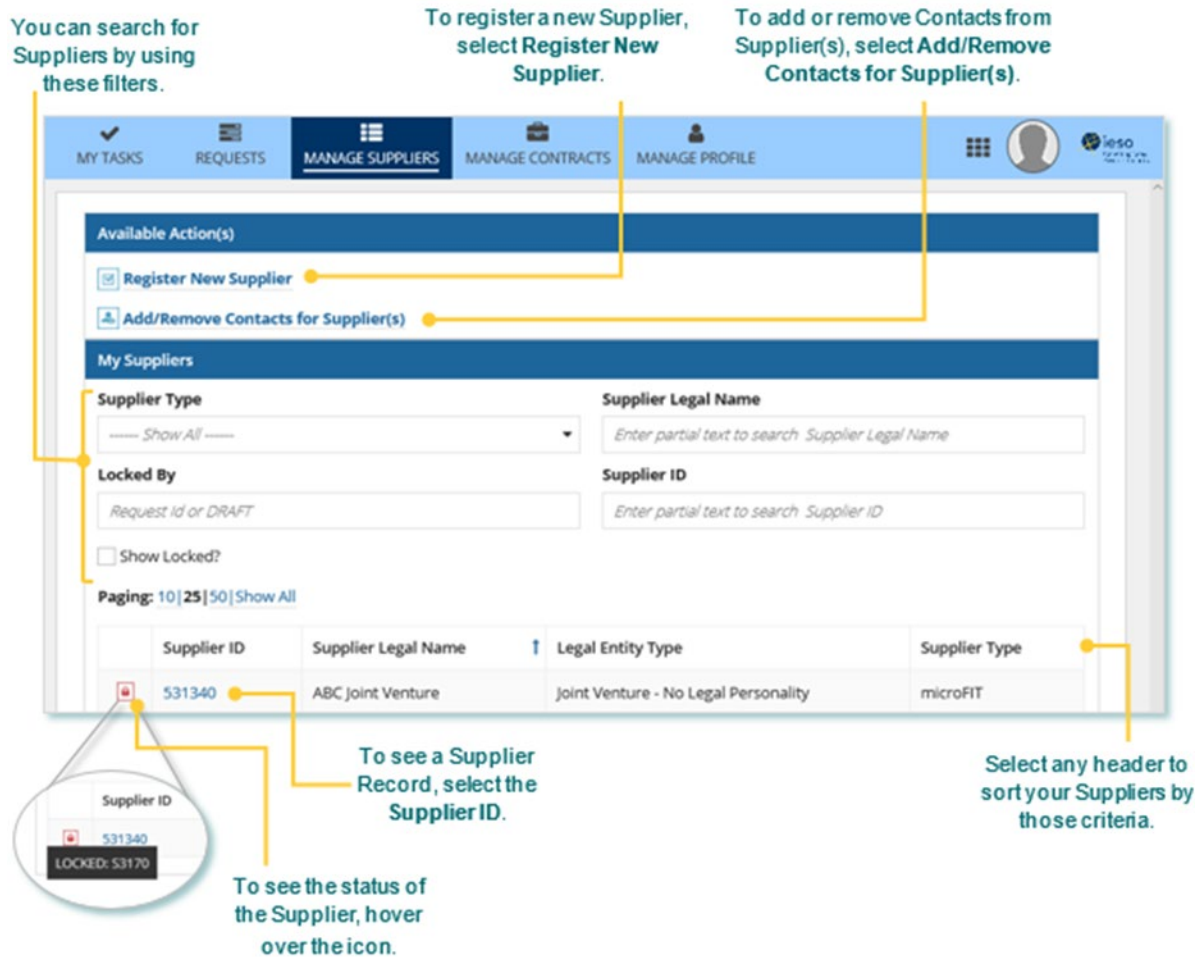 You can search for
Suppliers by using
these filters.
To register a new Supplier,
select Register New
Supplier.
To add or remove Contacts from
Supplier(s), select Add/Remove
Contacts for Supplier(s).
MY TASKS
REQUESTS
MANAGE SUPPLIERS
MANAGE CONTRACTS
MANAGE PROFILE
ieso
Available Action(s)
Register New Supplier
Add/Remove Contacts for Supplier(s)
My Suppliers
Supplier Type
Supplier Legal Name
------ Show All ------
Enter partial text to search Supplier Legal Name
Locked By
Supplier ID
Request Id or DRAFT
Enter partial text to search Supplier ID
Show Locked?
Paging: 10|25|50|Show All
Supplier ID Supplier Legal Name Legal Entity Type Supplier Type
531340 ABC Joint Venture Joint Venture - No Legal Personality microFIT
To see a Supplier
Record, select the
Supplier ID.
Select any header to
sort your Suppliers by
those criteria.
Supplier ID
531340
LOCKED: S3170
To see the status of
the Supplier, hover
over the icon.